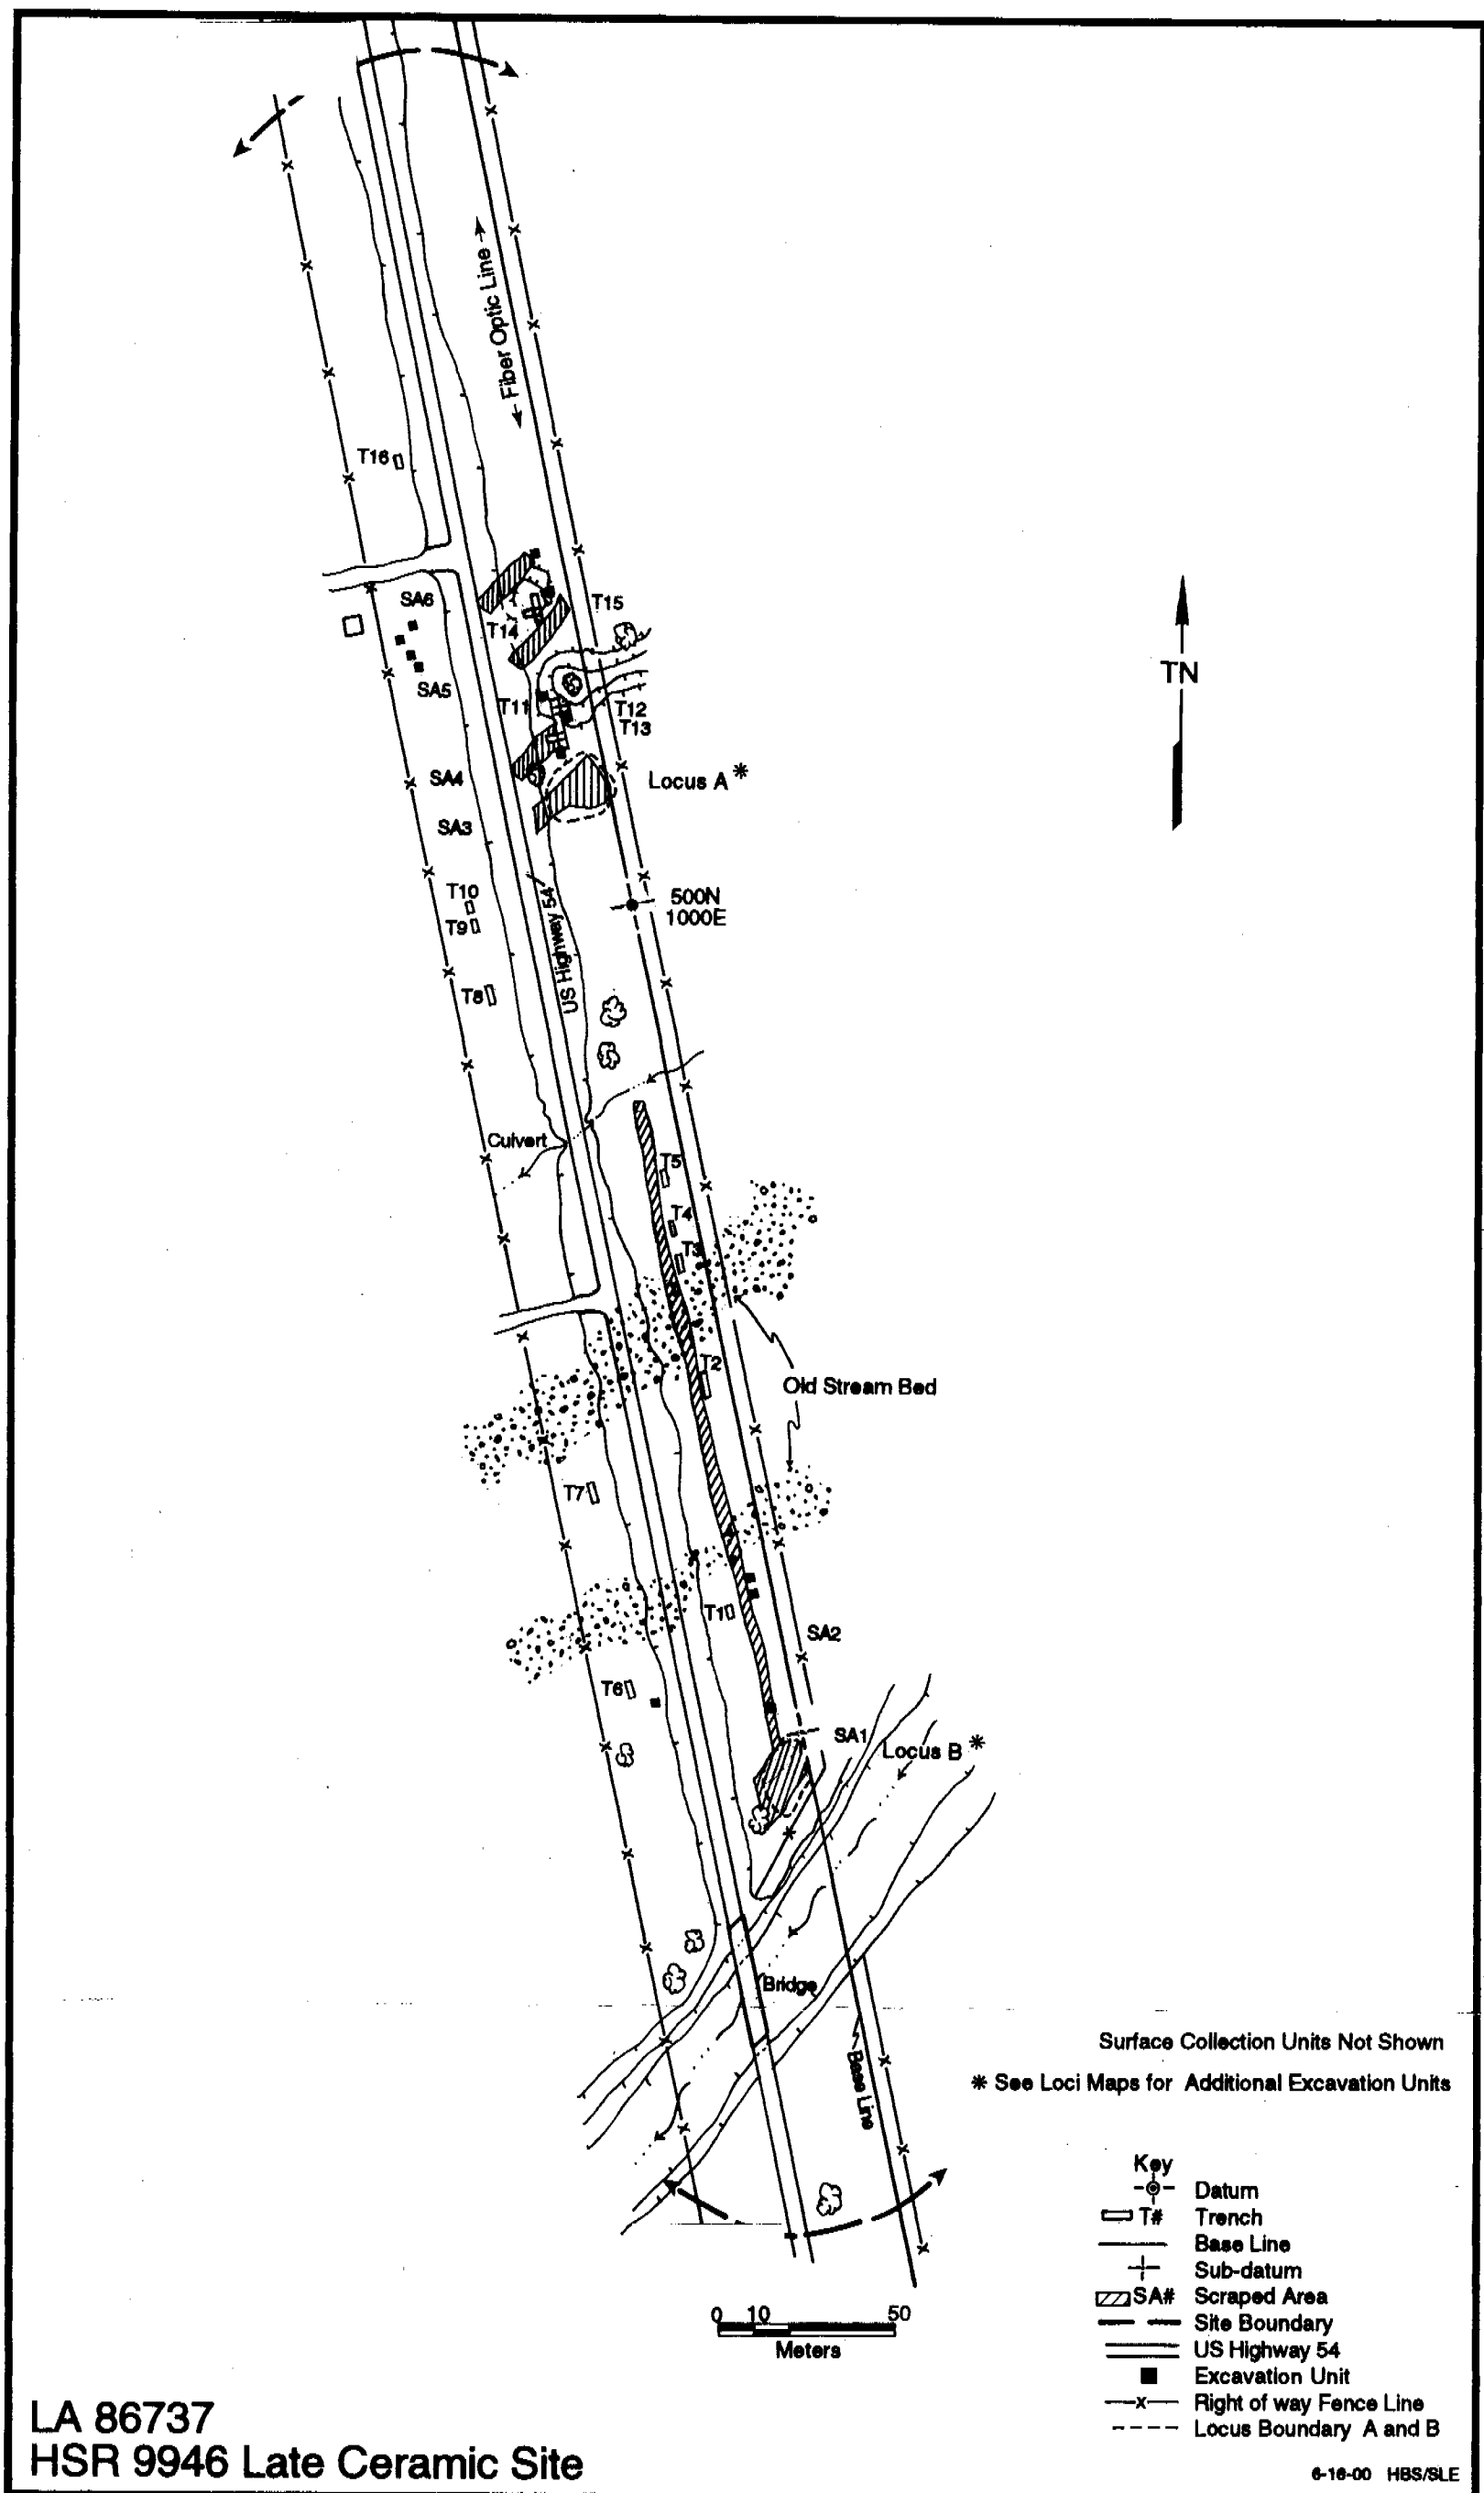 ← Fiber Optic Line →
T16
SA6
T15
T14
SA5
T11
T12
T13
SA4
Locus A *
SA3
T10
500N
1000E
T9
US Highway 54
T8
Culvert
T5
T4
T3
T2
Old Stream Bed
T7
T1
SA2
T6
SA1
Locus B *
Bridge
Base Line
TN
Surface Collection Units Not Shown
* See Loci Maps for Additional Excavation Units
Key
Datum
T# Trench
Base Line
Sub-datum
SA# Scraped Area
Site Boundary
US Highway 54
Excavation Unit
x Right of way Fence Line
Locus Boundary A and B
0 10 50
Meters
LA 86737
HSR 9946 Late Ceramic Site
6-16-00 HBS/SLE